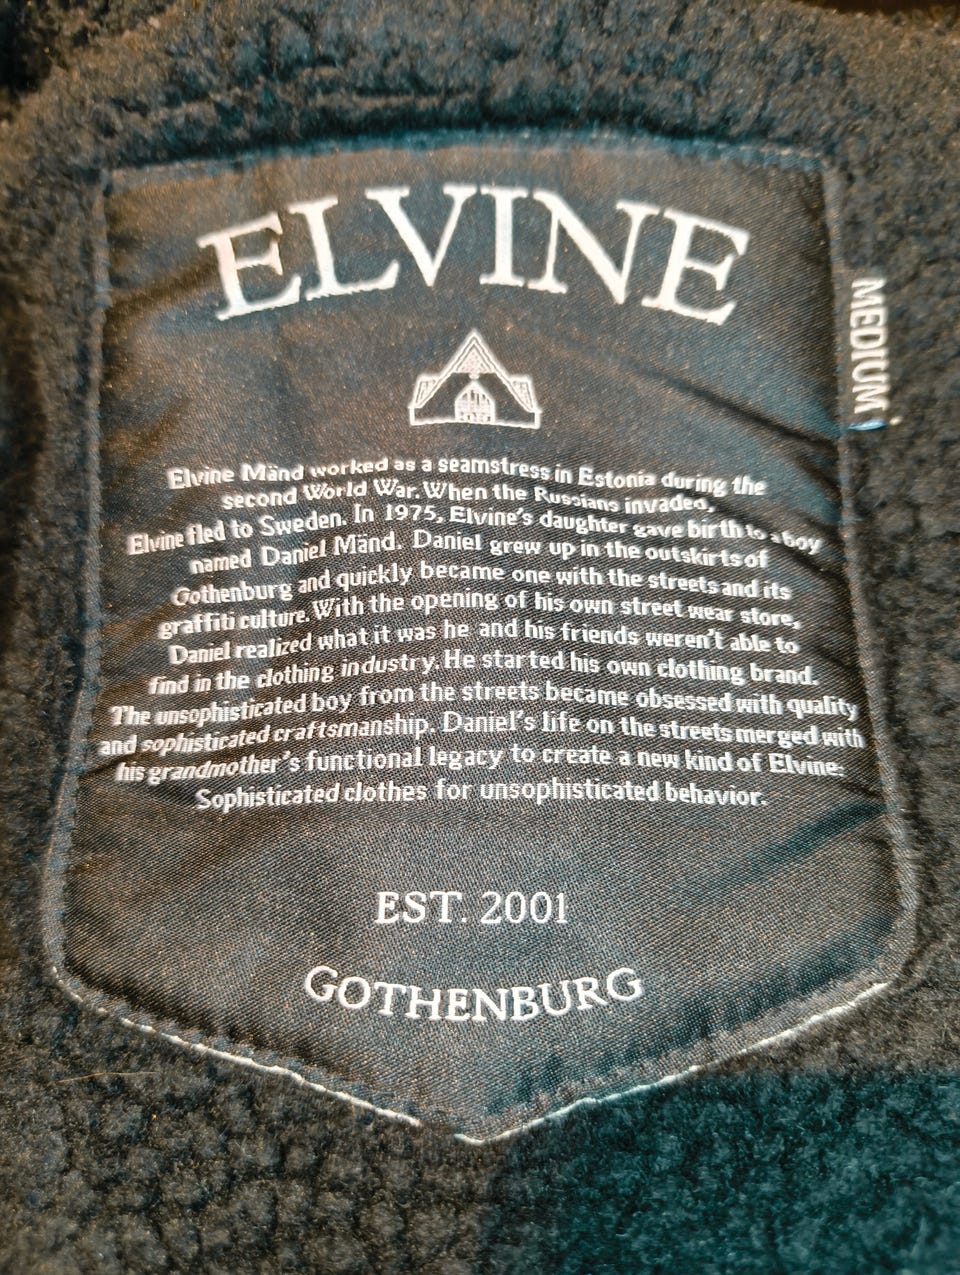 ELVINE
MEDIUM
Elvine Mänd worked as a seamstress in Estonia during the
second World War. When the Russians invaded,
Elvine fled to Sweden. In 1975, Elvine's daughter gave birth to a boy
named Daniel Mänd. Daniel grew up in the outskirts of
Gothenburg and quickly became one with the streets and its
graffiti culture. With the opening of his own street wear store,
Daniel realized what it was he and his friends weren't able to
find in the clothing industry. He started his own clothing brand.
The unsophisticated boy from the streets became obsessed with quality
and sophisticated craftsmanship. Daniel's life on the streets merged with
his grandmother's functional legacy to create a new kind of Elvine:
Sophisticated clothes for unsophisticated behavior.
EST. 2001
GOTHENBURG